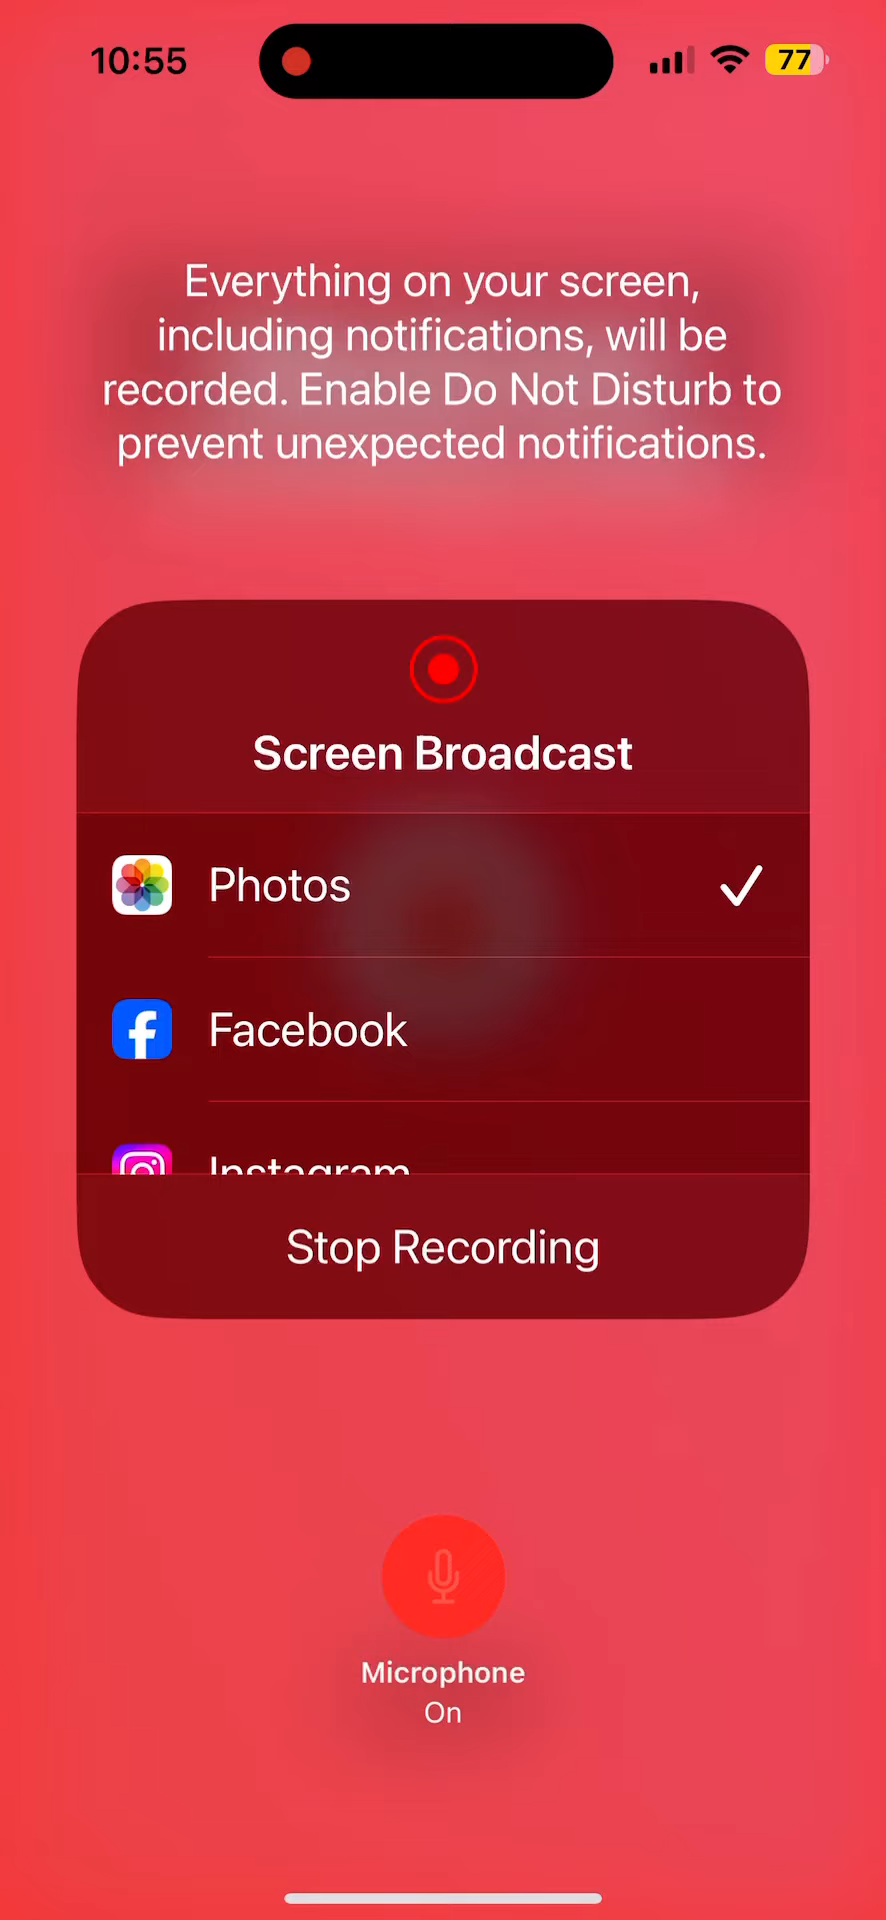 10:55
77
Everything on your screen,
including notifications, will be
recorded. Enable Do Not Disturb to
prevent unexpected notifications.
Screen Broadcast
Photos
Facebook
Instagram
Stop Recording
Microphone
On